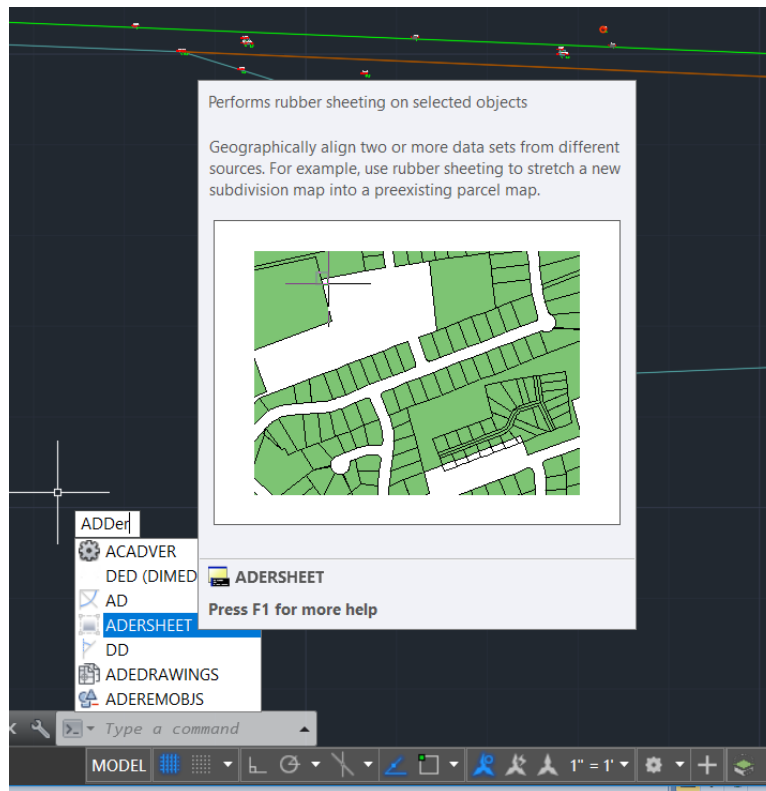 Performs rubber sheeting on selected objects
Geographically align two or more data sets from different
sources. For example, use rubber sheeting to stretch a new
subdivision map into a preexisting parcel map.
ADDer
ACADVER
DED (DIMED
AD
ADERSHEET
DD
ADEDRAWINGS
ADEREMOBJS
ADERSHEET
Press F1 for more help
Type a command
MODEL
1" = 1'